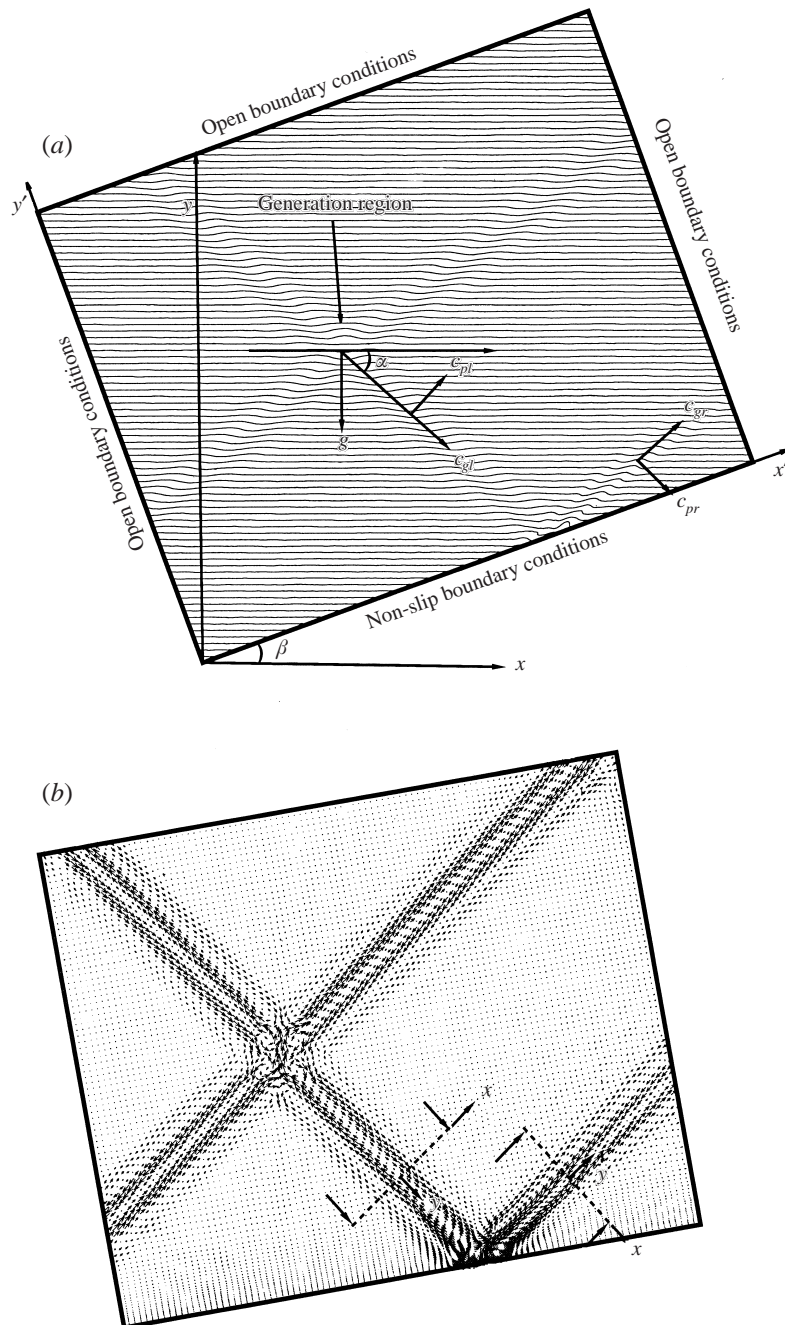 (a)
Open boundary conditions
y′
y
Generation region
Open boundary conditions
Open boundary conditions
α
c_pl
g
c_gl
c_gr
x′
c_pr
Non-slip boundary conditions
β
x
(b)
x
y
x